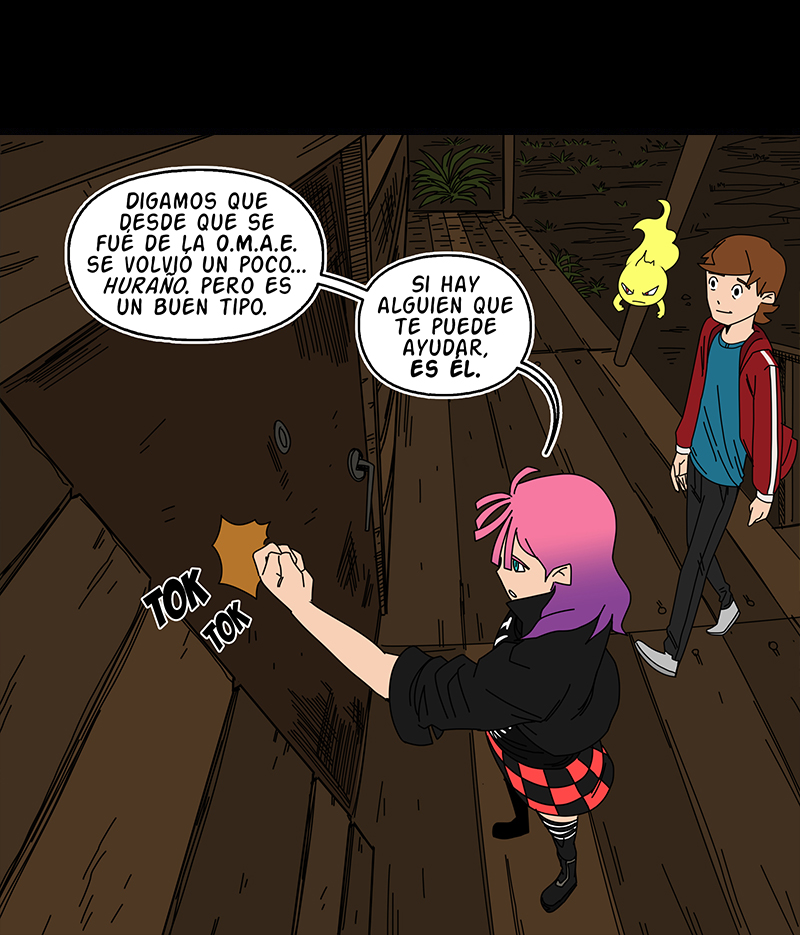 DIGAMOS QUE
DESDE QUE SE
FUÉ DE LA O.M.A.E.
SE VOLVIÓ UN POCO...
HURAÑO. PERO ES
UN BUEN TIPO.
SI HAY
ALGUIEN QUE
TE PUEDE
AYUDAR,
ES ÉL.
TOK
TOK